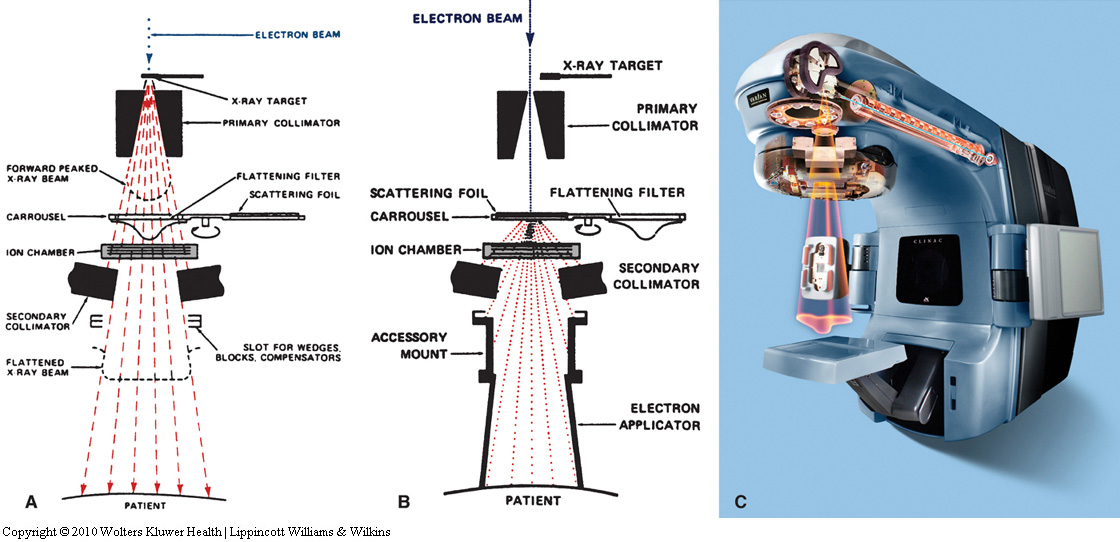 ELECTRON BEAM
X-RAY TARGET
PRIMARY COLLIMATOR
FORWARD PEAKED
X-RAY BEAM
FLATTENING FILTER
SCATTERING FOIL
CARROUSEL
ION CHAMBER
SECONDARY
COLLIMATOR
SLOT FOR WEDGES,
BLOCKS, COMPENSATORS
FLATTENED
X-RAY BEAM
A
PATIENT
ELECTRON BEAM
X-RAY TARGET
PRIMARY
COLLIMATOR
SCATTERING FOIL
FLATTENING FILTER
CARROUSEL
ION CHAMBER
SECONDARY
COLLIMATOR
ACCESSORY
MOUNT
ELECTRON
APPLICATOR
B
PATIENT
CLINAC
C
Copyright © 2010 Wolters Kluwer Health | Lippincott Williams & Wilkins